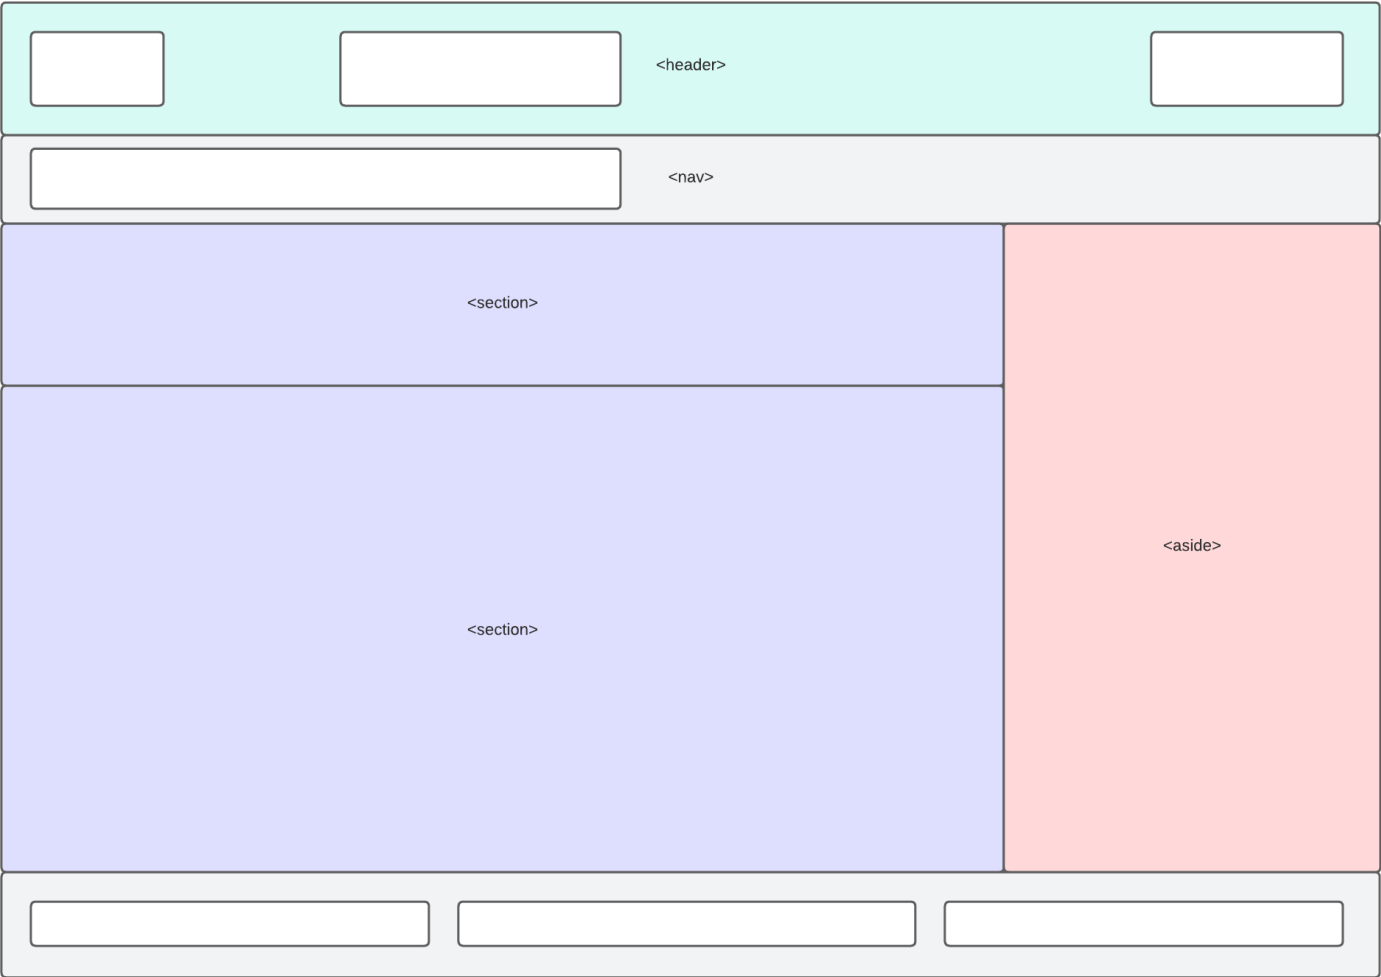 <header>
<nav>
<section>
<section>
<aside>